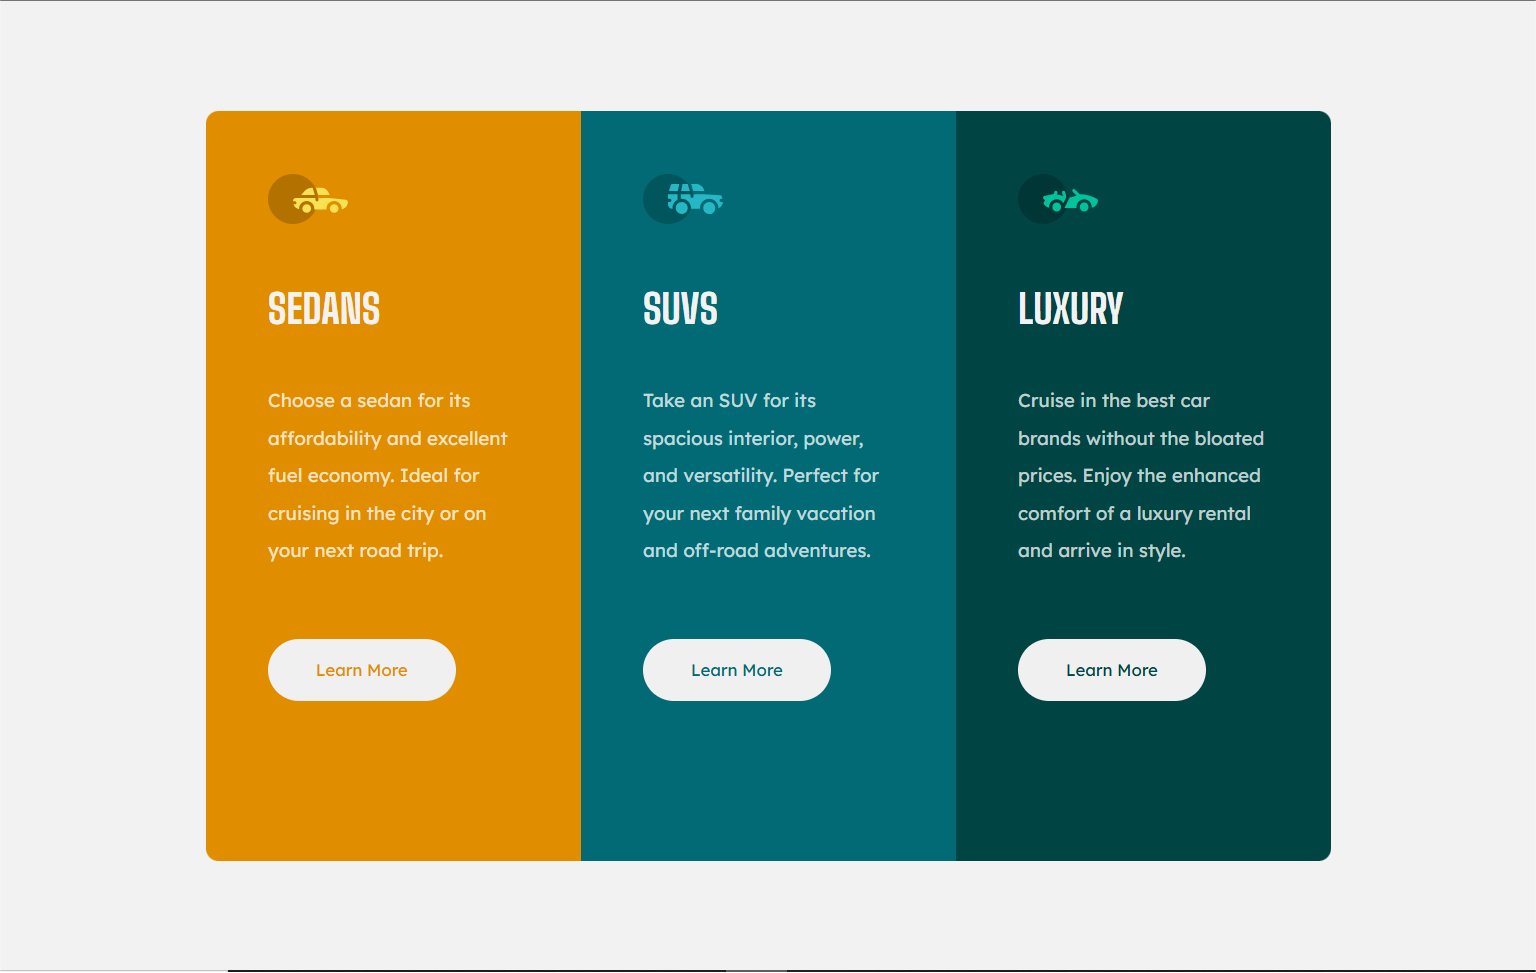 SEDANS
Choose a sedan for its
affordability and excellent
fuel economy. Ideal for
cruising in the city or on
your next road trip.
Learn More
SUVS
Take an SUV for its
spacious interior, power,
and versatility. Perfect for
your next family vacation
and off-road adventures.
Learn More
LUXURY
Cruise in the best car
brands without the bloated
prices. Enjoy the enhanced
comfort of a luxury rental
and arrive in style.
Learn More